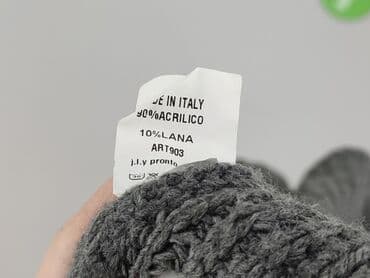 DE IN ITALY
90%ACRILICO
10%LANA
ART903
j.l.y pronto